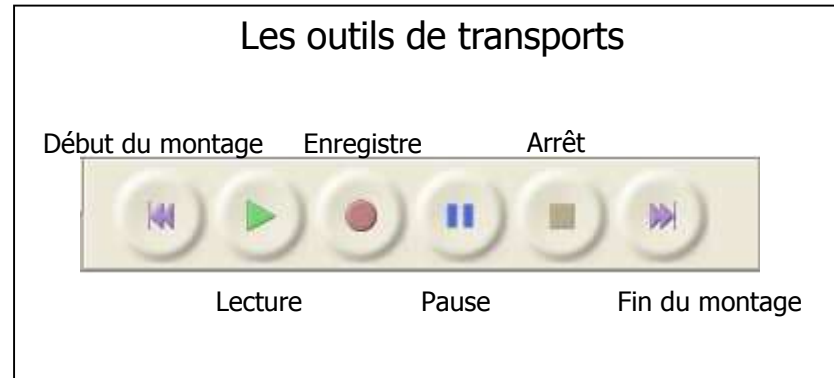 Les outils de transports
Début du montage Enregistre Arrêt
Lecture Pause Fin du montage